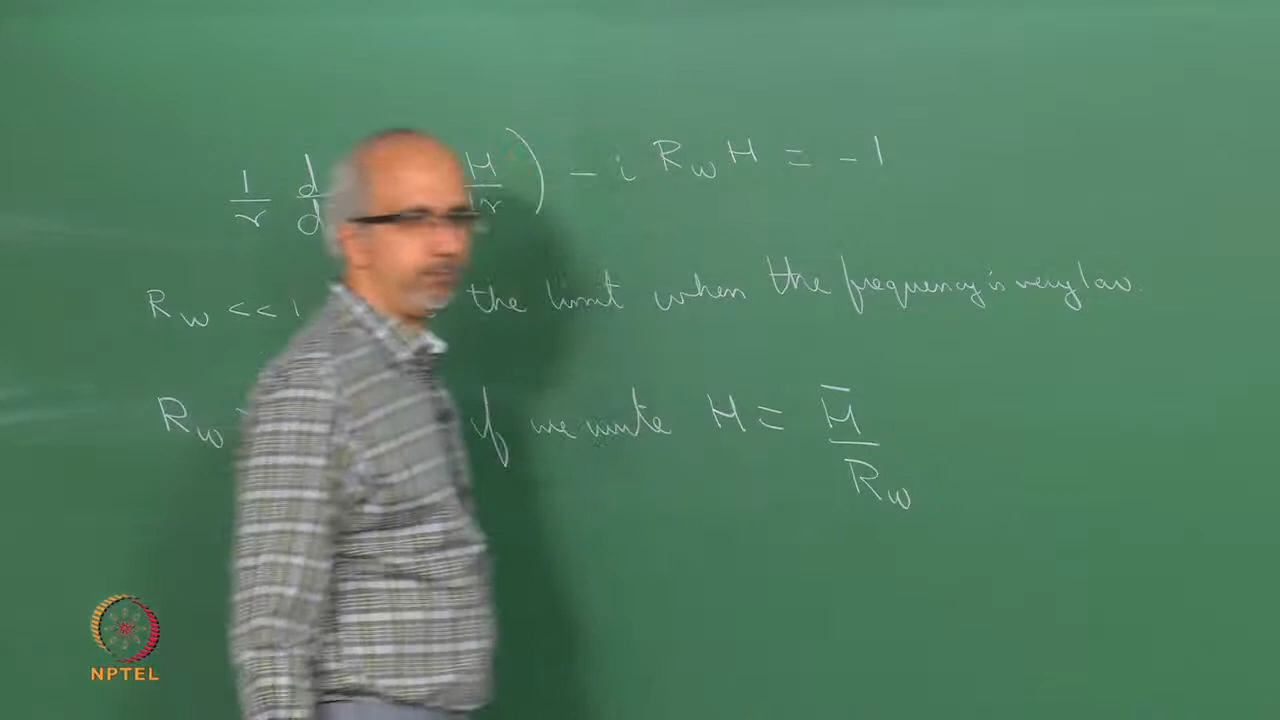 1/r d/d H/dr) - i R_ω H = -1
R_ω << 1 the limit when the frequency is very low.
R_ω if we write H = H̄/R_ω
NPTEL